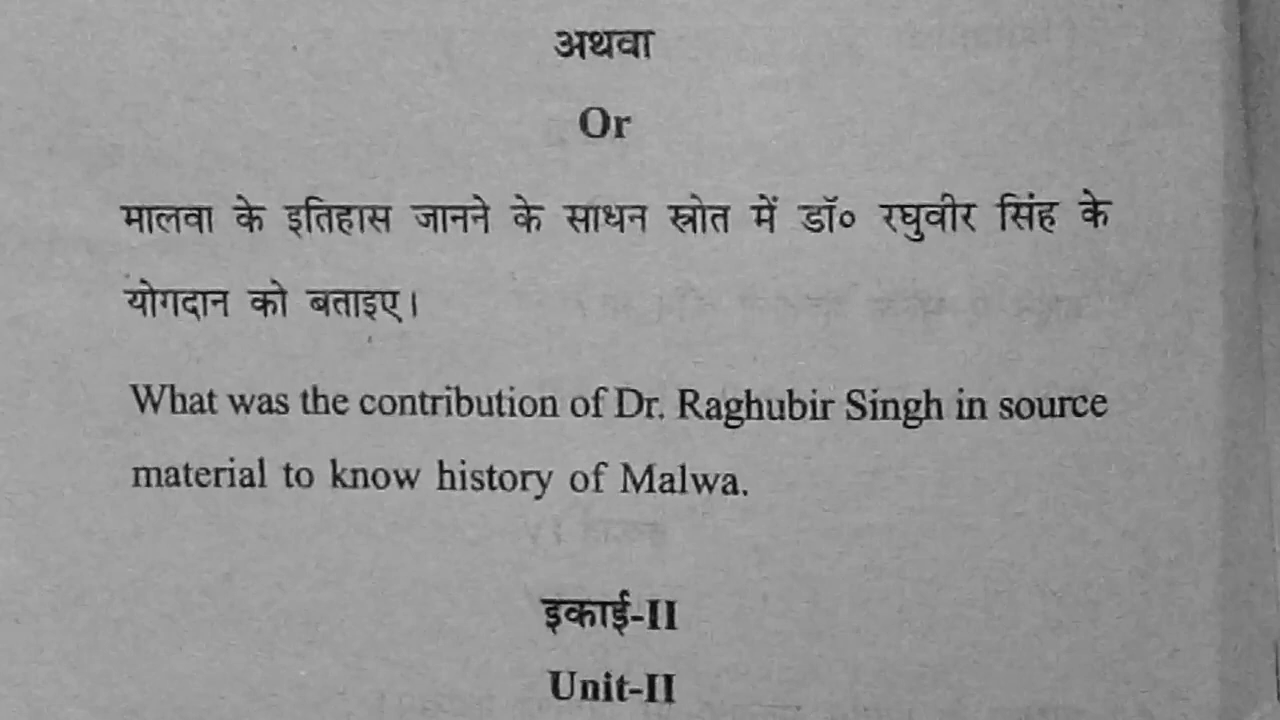 अथवा
Or
मालवा के इतिहास जानने के साधन स्रोत में डॉ० रघुवीर सिंह के
योगदान को बताइए।
What was the contribution of Dr. Raghubir Singh in source
material to know history of Malwa.
इकाई-II
Unit-II